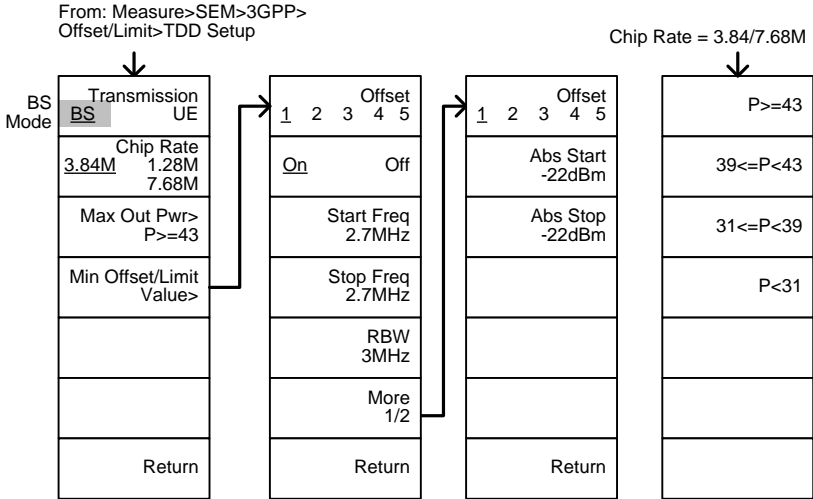 From: Measure>SEM>3GPP>
Offset/Limit>TDD Setup
Chip Rate = 3.84/7.68M
BS
Mode
Transmission
BS UE
Chip Rate
3.84M 1.28M
7.68M
Max Out Pwr>
P>=43
Min Offset/Limit
Value>
Return
Offset
1 2 3 4 5
On Off
Start Freq
2.7MHz
Stop Freq
2.7MHz
RBW
3MHz
More
1/2
Return
Offset
1 2 3 4 5
Abs Start
-22dBm
Abs Stop
-22dBm
Return
P>=43
39<=P<43
31<=P<39
P<31